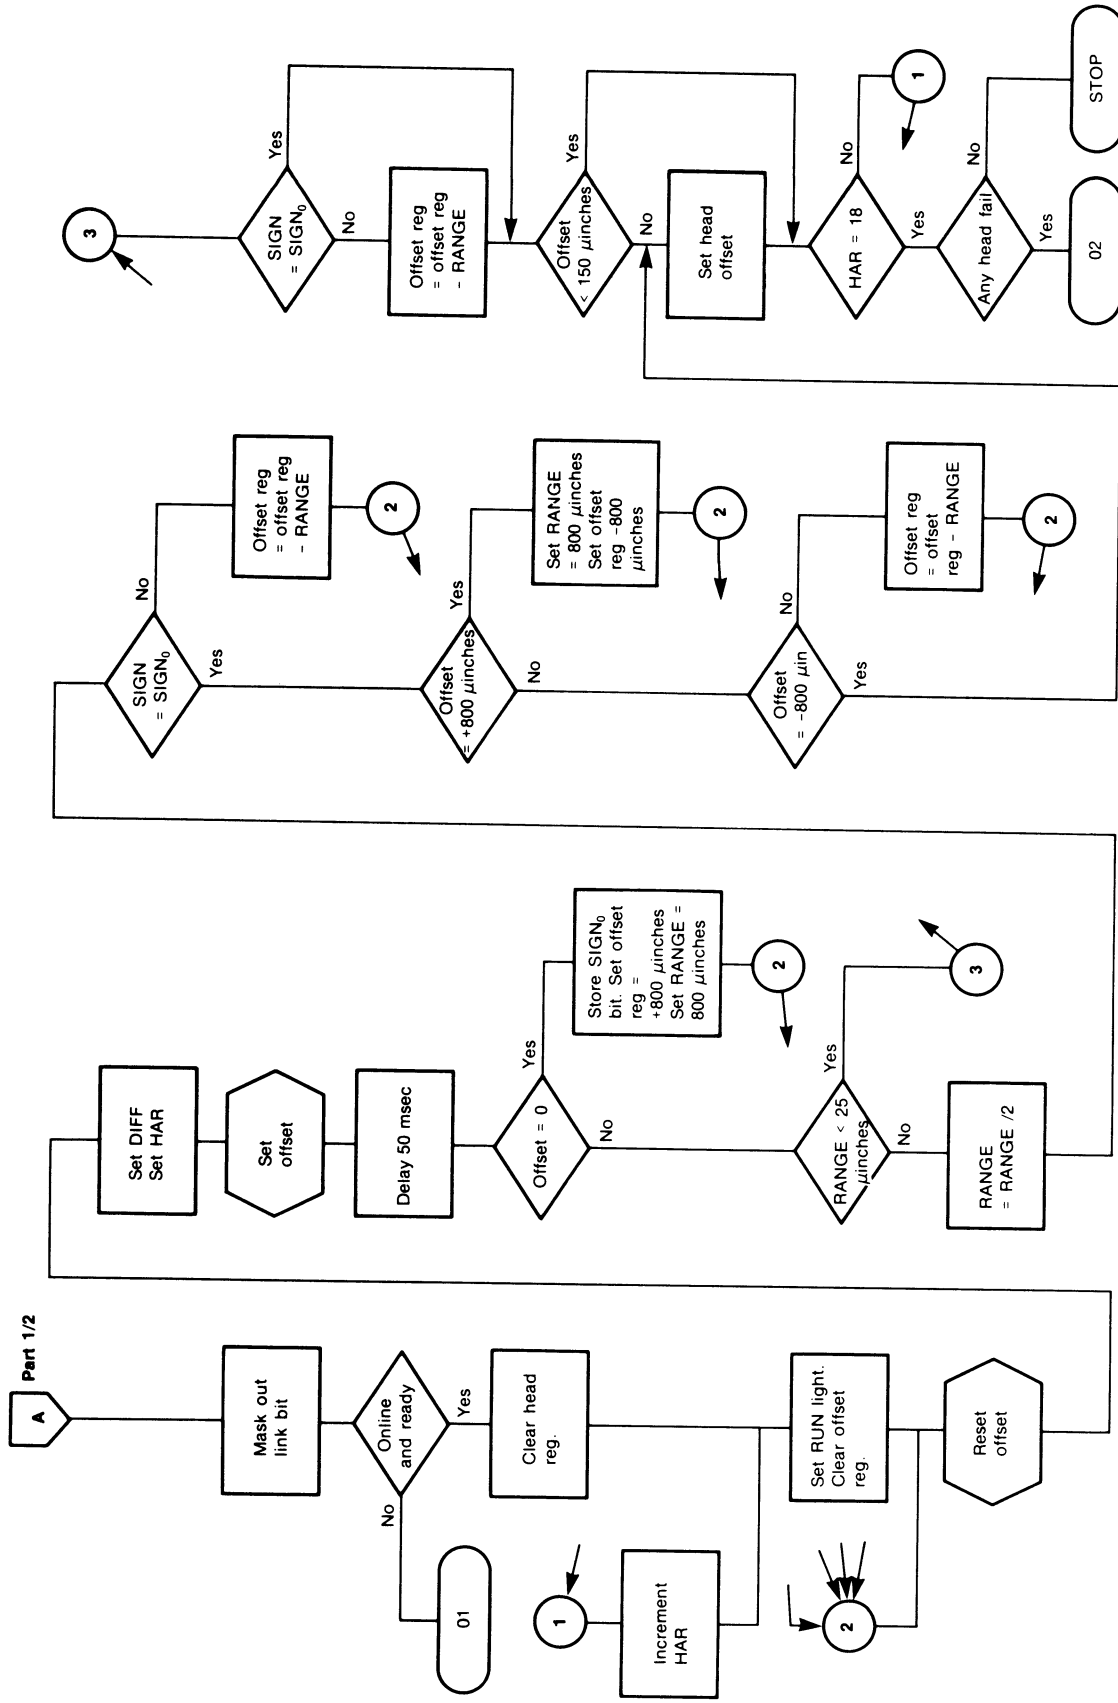 A
Part 1/2
Mask out
link bit
Online
and ready
No
Yes
01
Clear head
reg.
1
Increment
HAR
Set RUN light.
Clear offset
reg.
2
Reset
offset
Set DIFF
Set HAR
Set
offset
Delay 50 msec
Offset = 0
Yes
No
Store SIGN₀
bit. Set offset
reg =
+800 µinches
Set RANGE =
800 µinches
2
RANGE < 25
µinches
Yes
No
3
RANGE
= RANGE /2
SIGN
= SIGN₀
No
Yes
Offset reg
= offset reg
- RANGE
2
Offset
= +800 µinches
Yes
No
Set RANGE
= 800 µinches
Set offset
reg -800
µinches
2
Offset
= -800 µin
No
Yes
Offset reg
= offset
reg - RANGE
2
3
SIGN
= SIGN₀
Yes
No
Offset reg
= offset reg
- RANGE
Offset
< 150 µinches
Yes
No
Set head
offset
HAR = 18
No
Yes
1
Any head fail
No
Yes
02
STOP